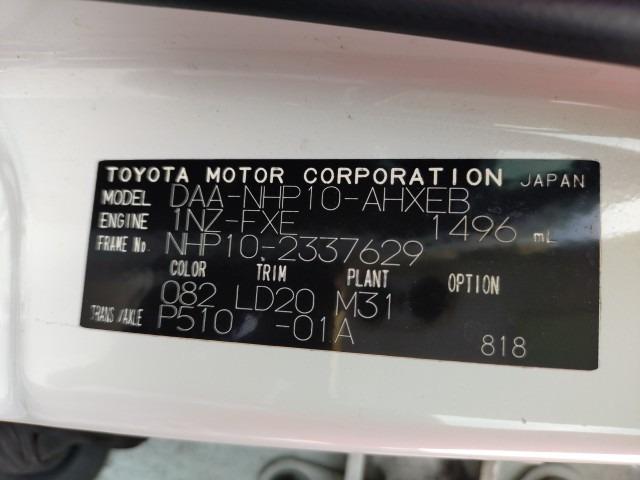 TOYOTA MOTOR CORPORATION JAPAN
MODEL DAA-NHP10-AHXEB
ENGINE 1NZ-FXE 1496 mL
FRAME No. NHP10-2337629
COLOR TRIM PLANT OPTION
082 LD20 M31
TRANS/AXLE P510 -01A
818